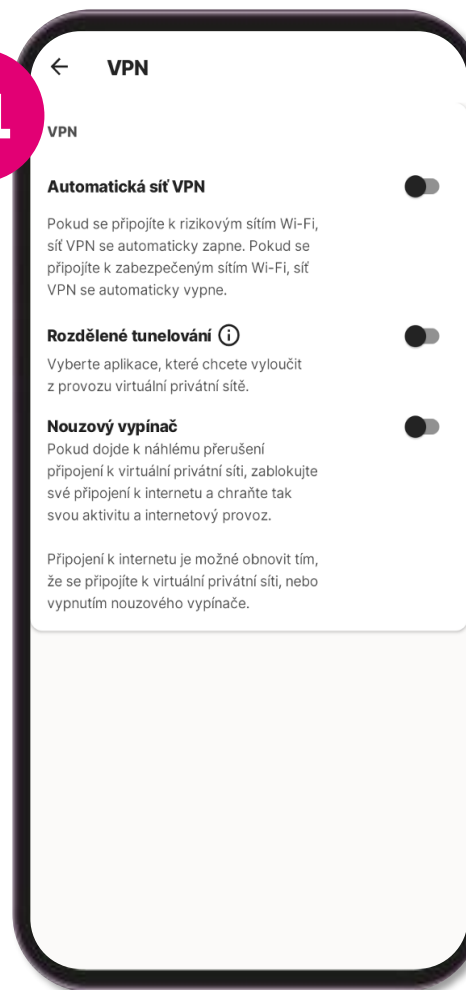 VPN
1
VPN
Automatická síť VPN
Pokud se připojíte k rizikovým sítím Wi-Fi,
síť VPN se automaticky zapne. Pokud se
připojíte k zabezpečeným sítím Wi-Fi, síť
VPN se automaticky vypne.
Rozdělené tunelování
Vyberte aplikace, které chcete vyloučit
z provozu virtuální privátní sítě.
Nouzový vypínač
Pokud dojde k náhlému přerušení
připojení k virtuální privátní síti, zablokujte
své připojení k internetu a chraňte tak
svou aktivitu a internetový provoz.
Připojení k internetu je možné obnovit tím,
že se připojíte k virtuální privátní síti, nebo
vypnutím nouzového vypínače.